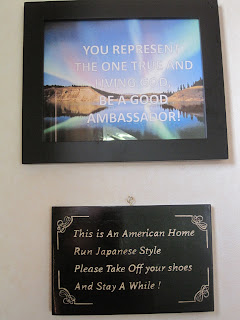 YOU REPRESENT
THE ONE TRUE AND
LIVING GOD.
BE A GOOD
AMBASSADOR!
This is An American Home
Run Japanese Style
Please Take Off your shoes
And Stay A While !